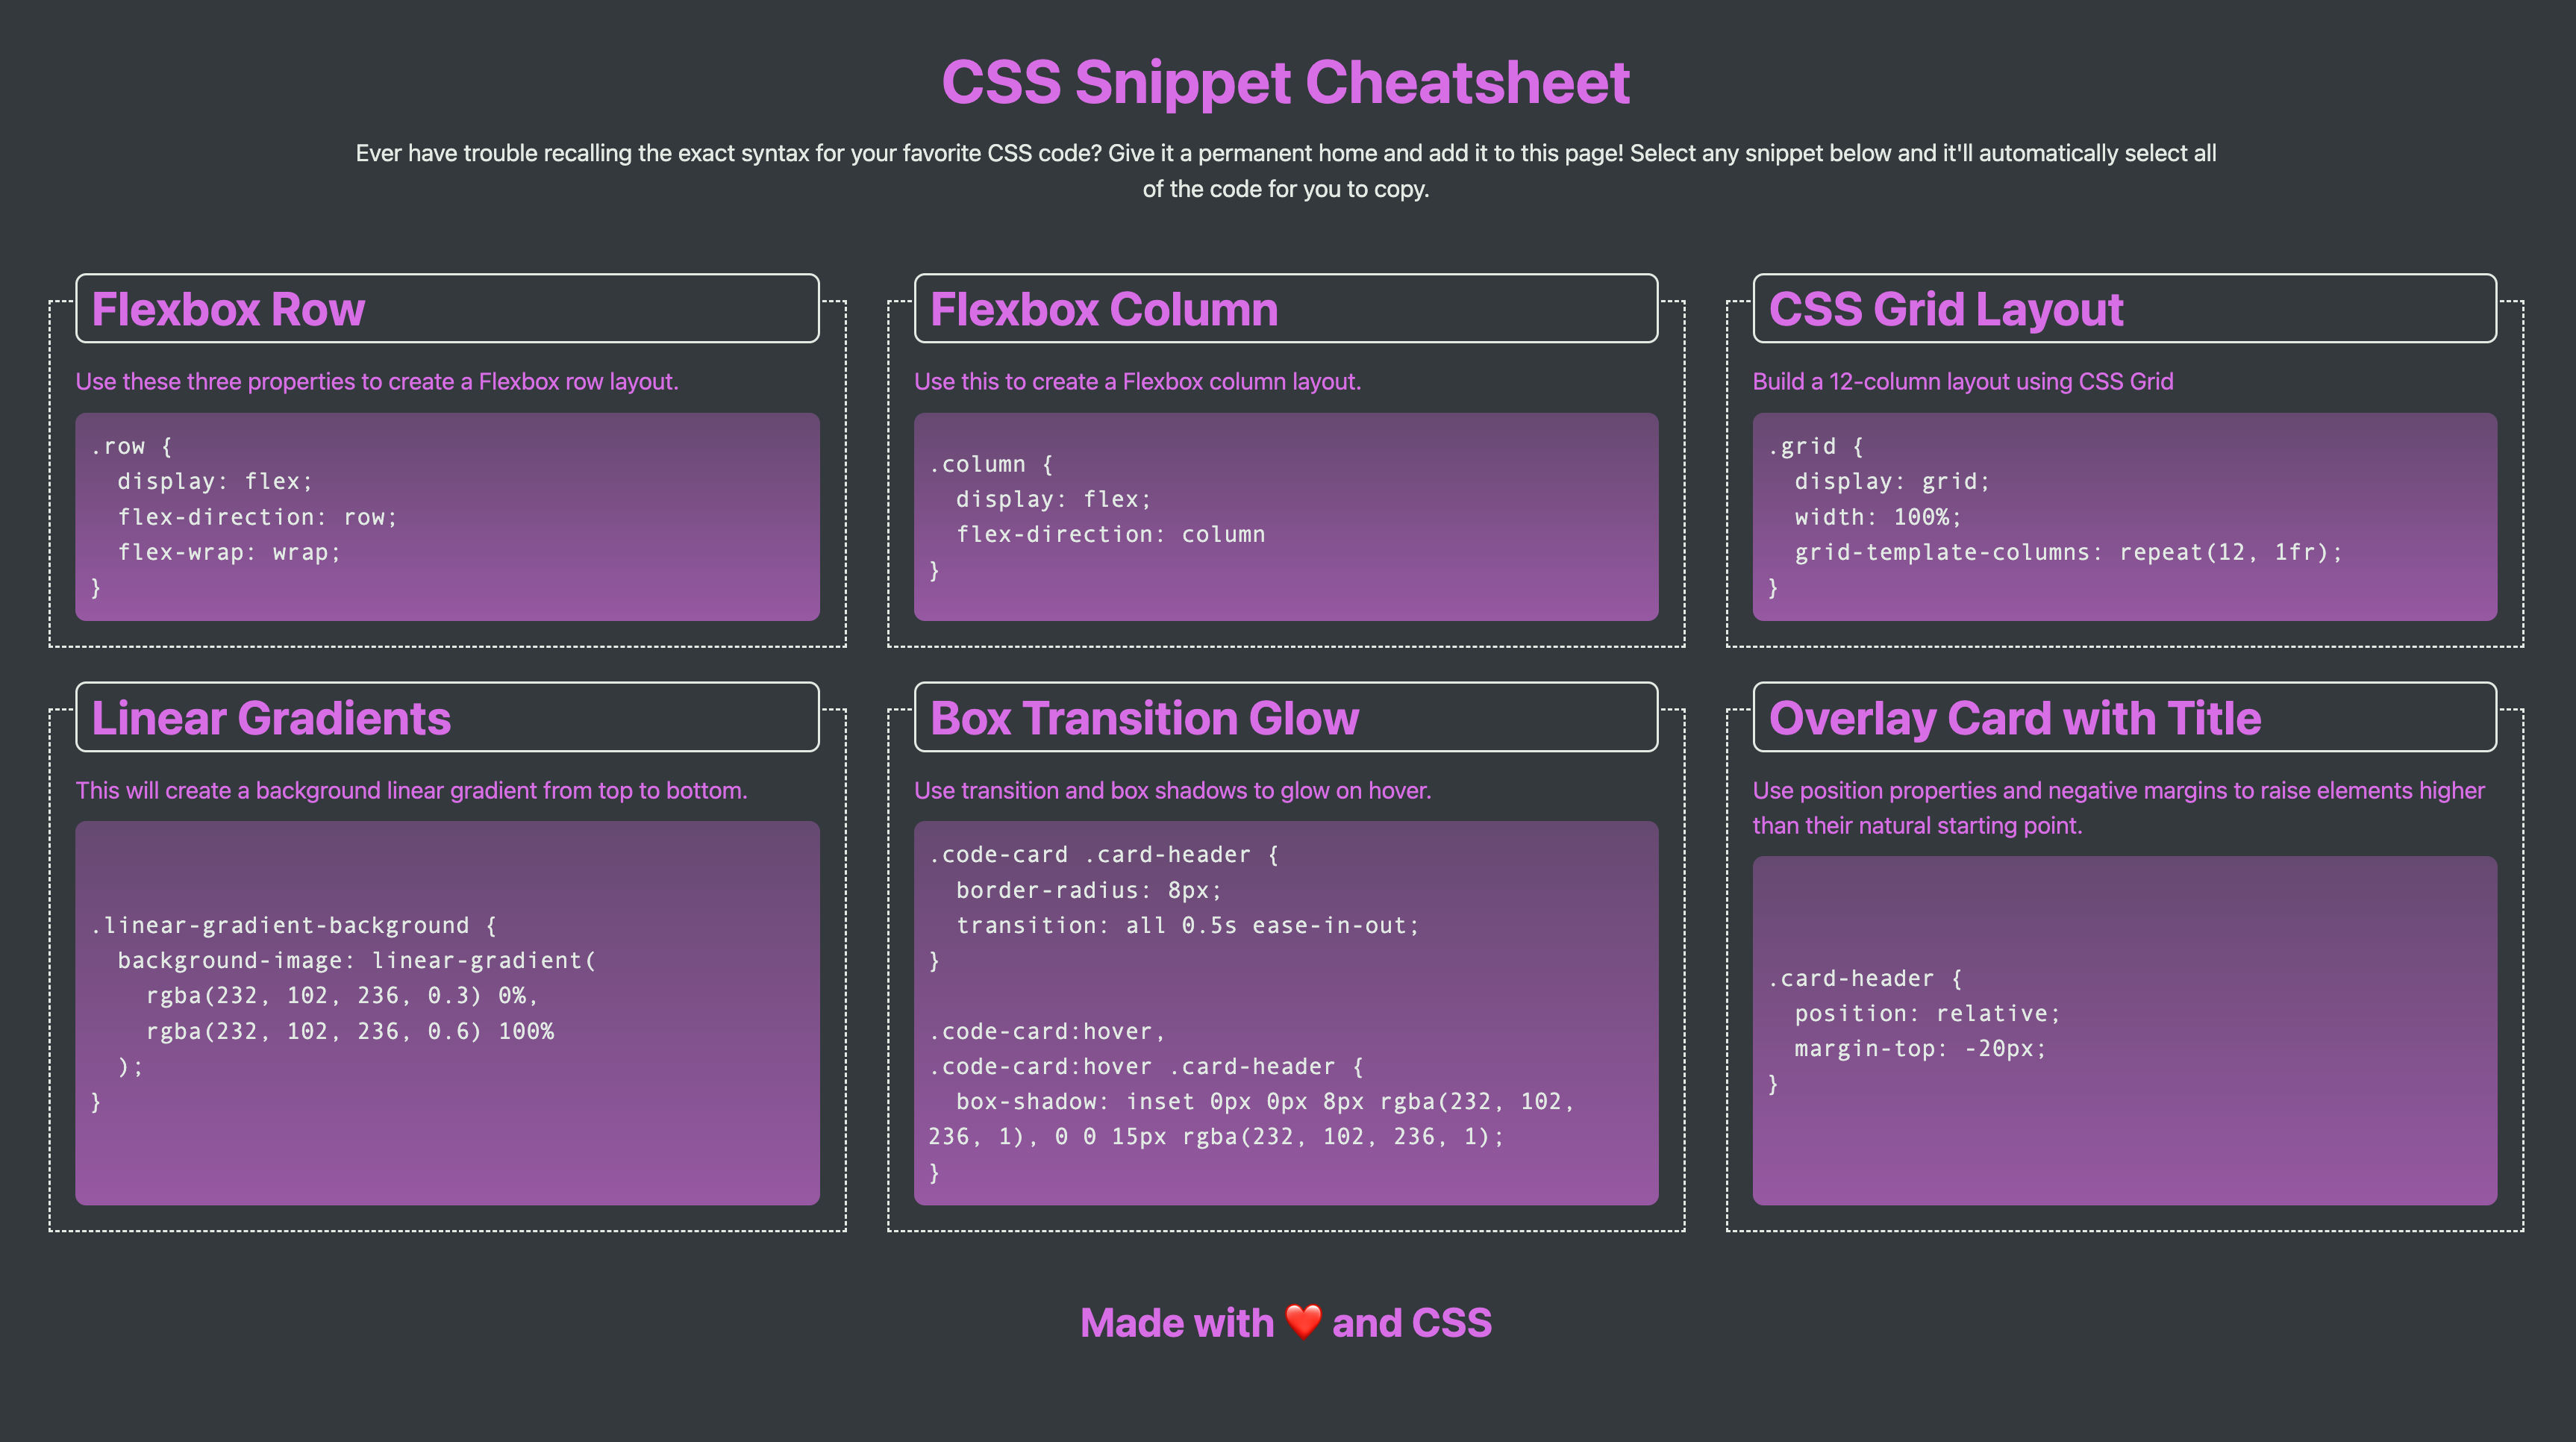 CSS Snippet Cheatsheet
Ever have trouble recalling the exact syntax for your favorite CSS code? Give it a permanent home and add it to this page! Select any snippet below and it'll automatically select all
of the code for you to copy.
Flexbox Row
Use these three properties to create a Flexbox row layout.
.row {
  display: flex;
  flex-direction: row;
  flex-wrap: wrap;
}
Flexbox Column
Use this to create a Flexbox column layout.
.column {
  display: flex;
  flex-direction: column
}
CSS Grid Layout
Build a 12-column layout using CSS Grid
.grid {
  display: grid;
  width: 100%;
  grid-template-columns: repeat(12, 1fr);
}
Linear Gradients
This will create a background linear gradient from top to bottom.
.linear-gradient-background {
  background-image: linear-gradient(
    rgba(232, 102, 236, 0.3) 0%,
    rgba(232, 102, 236, 0.6) 100%
  );
}
Box Transition Glow
Use transition and box shadows to glow on hover.
.code-card .card-header {
  border-radius: 8px;
  transition: all 0.5s ease-in-out;
}
.code-card:hover,
.code-card:hover .card-header {
  box-shadow: inset 0px 0px 8px rgba(232, 102,
236, 1), 0 0 15px rgba(232, 102, 236, 1);
}
Overlay Card with Title
Use position properties and negative margins to raise elements higher
than their natural starting point.
.card-header {
  position: relative;
  margin-top: -20px;
}
Made with ❤️ and CSS